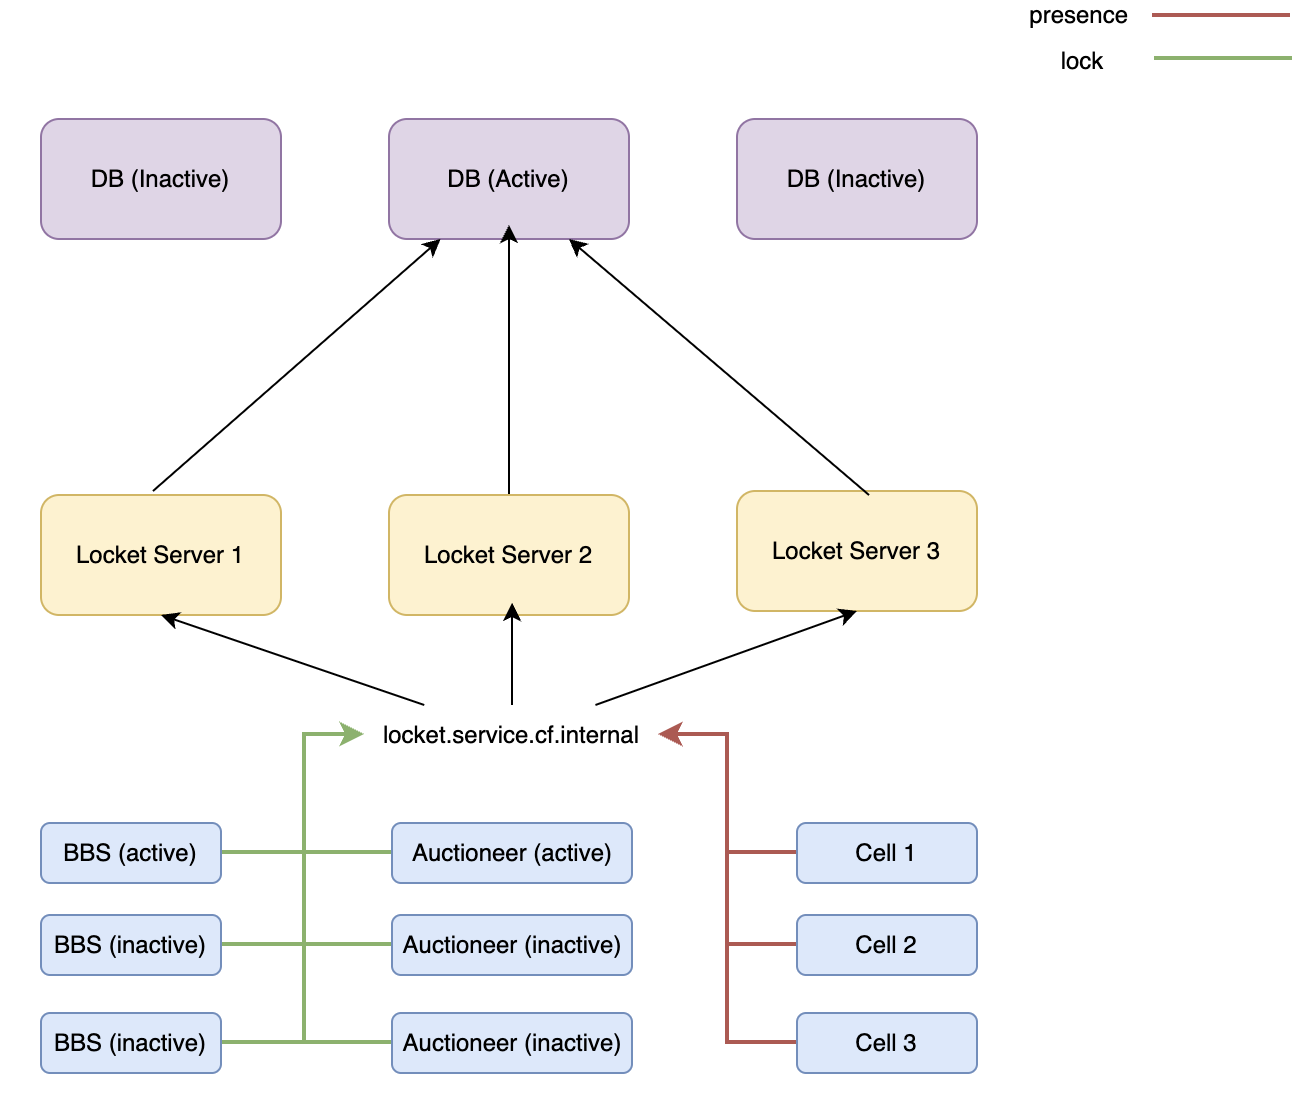 presence
lock
DB (Inactive)
DB (Active)
DB (Inactive)
Locket Server 1
Locket Server 2
Locket Server 3
locket.service.cf.internal
BBS (active)
Auctioneer (active)
Cell 1
BBS (inactive)
Auctioneer (inactive)
Cell 2
BBS (inactive)
Auctioneer (inactive)
Cell 3